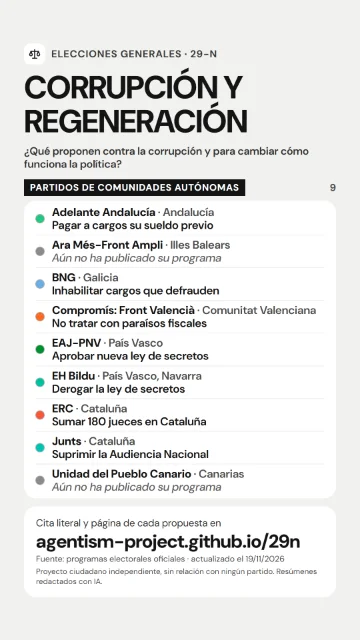 ELECCIONES GENERALES · 29-N
CORRUPCIÓN Y
REGENERACIÓN
¿Qué proponen contra la corrupción y para cambiar cómo
funciona la política?
PARTIDOS DE COMUNIDADES AUTÓNOMAS 9
Adelante Andalucía · Andalucía
Pagar a cargos su sueldo previo
Ara Més-Front Ampli · Illes Balears
Aún no ha publicado su programa
BNG · Galicia
Inhabilitar cargos que defrauden
Compromís: Front Valencià · Comunitat Valenciana
No tratar con paraísos fiscales
EAJ-PNV · País Vasco
Aprobar nueva ley de secretos
EH Bildu · País Vasco, Navarra
Derogar la ley de secretos
ERC · Cataluña
Sumar 180 jueces en Cataluña
Junts · Cataluña
Suprimir la Audiencia Nacional
Unidad del Pueblo Canario · Canarias
Aún no ha publicado su programa
Cita literal y página de cada propuesta en
agentism-project.github.io/29n
Fuente: programas electorales oficiales · actualizado el 19/11/2026
Proyecto ciudadano independiente, sin relación con ningún partido. Resúmenes
redactados con IA.